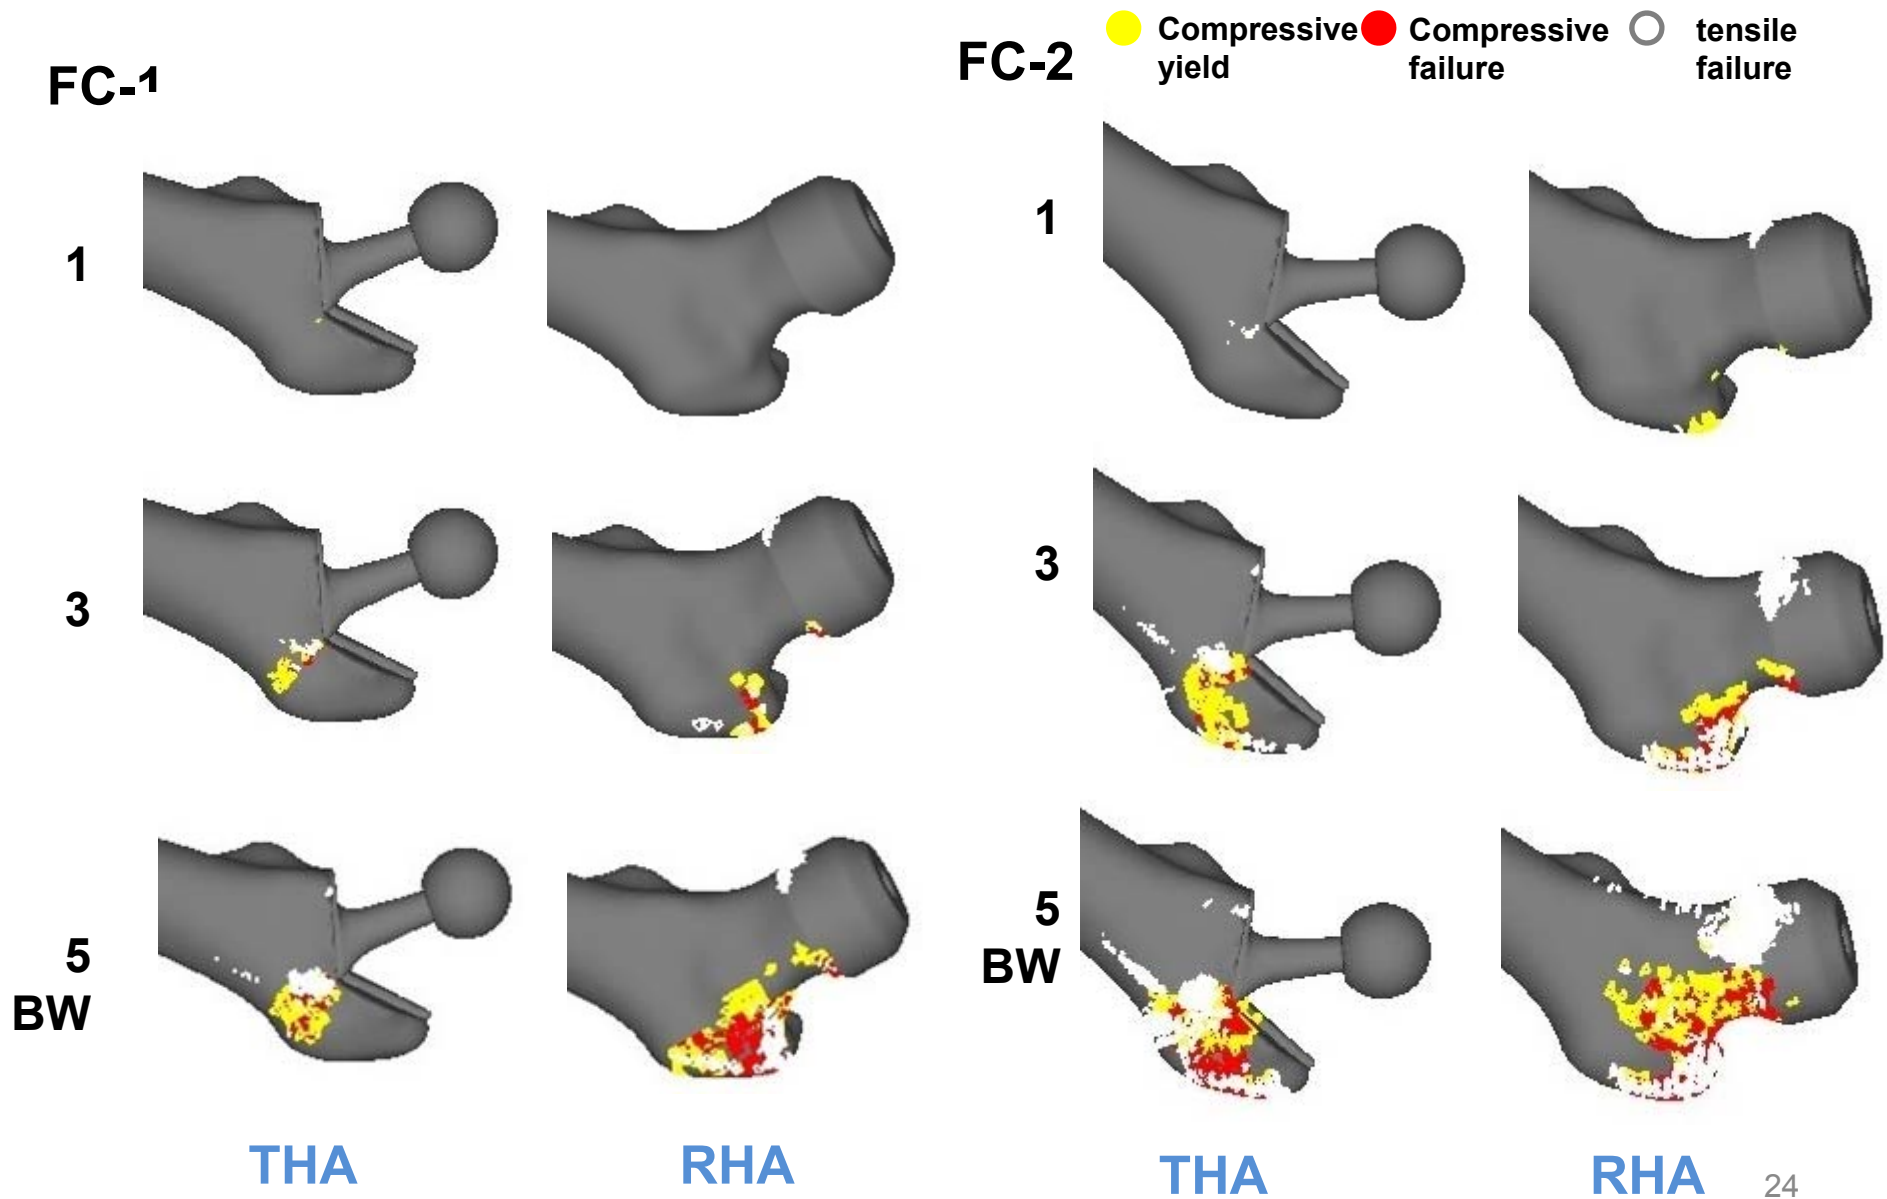 FC-1
1
3
5
BW
THA
RHA
FC-2
Compressive
yield
Compressive
failure
tensile
failure
1
3
5
BW
THA
RHA
24